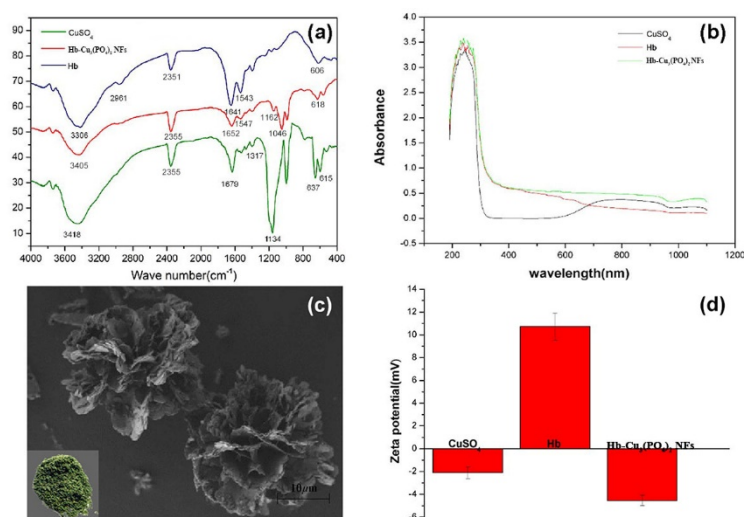 (a)
CuSO₄
Hb-Cu₃(PO₄)₂ NFs
Hb
90
80
70
60
50
40
30
20
10
2351
2961
3306
1641
1543
606
3405
2355
1652
1547
1162
1046
618
3418
2355
1679
1317
1134
637
615
4000 3600 3200 2800 2400 2000 1600 1200 800 400
Wave number(cm⁻¹)
(b)
CuSO₄
Hb
Hb-Cu₃(PO₄)₂ NFs
Absorbance
3.5
3.0
2.5
2.0
1.5
1.0
0.5
0.0
-0.5
200 400 600 800 1000 1200
wavelength(nm)
(c)
10μm
(d)
Zeta potential(mV)
14
12
10
8
6
4
2
0
-2
-4
-6
CuSO₄
Hb
Hb-Cu₃(PO₄)₂ NFs